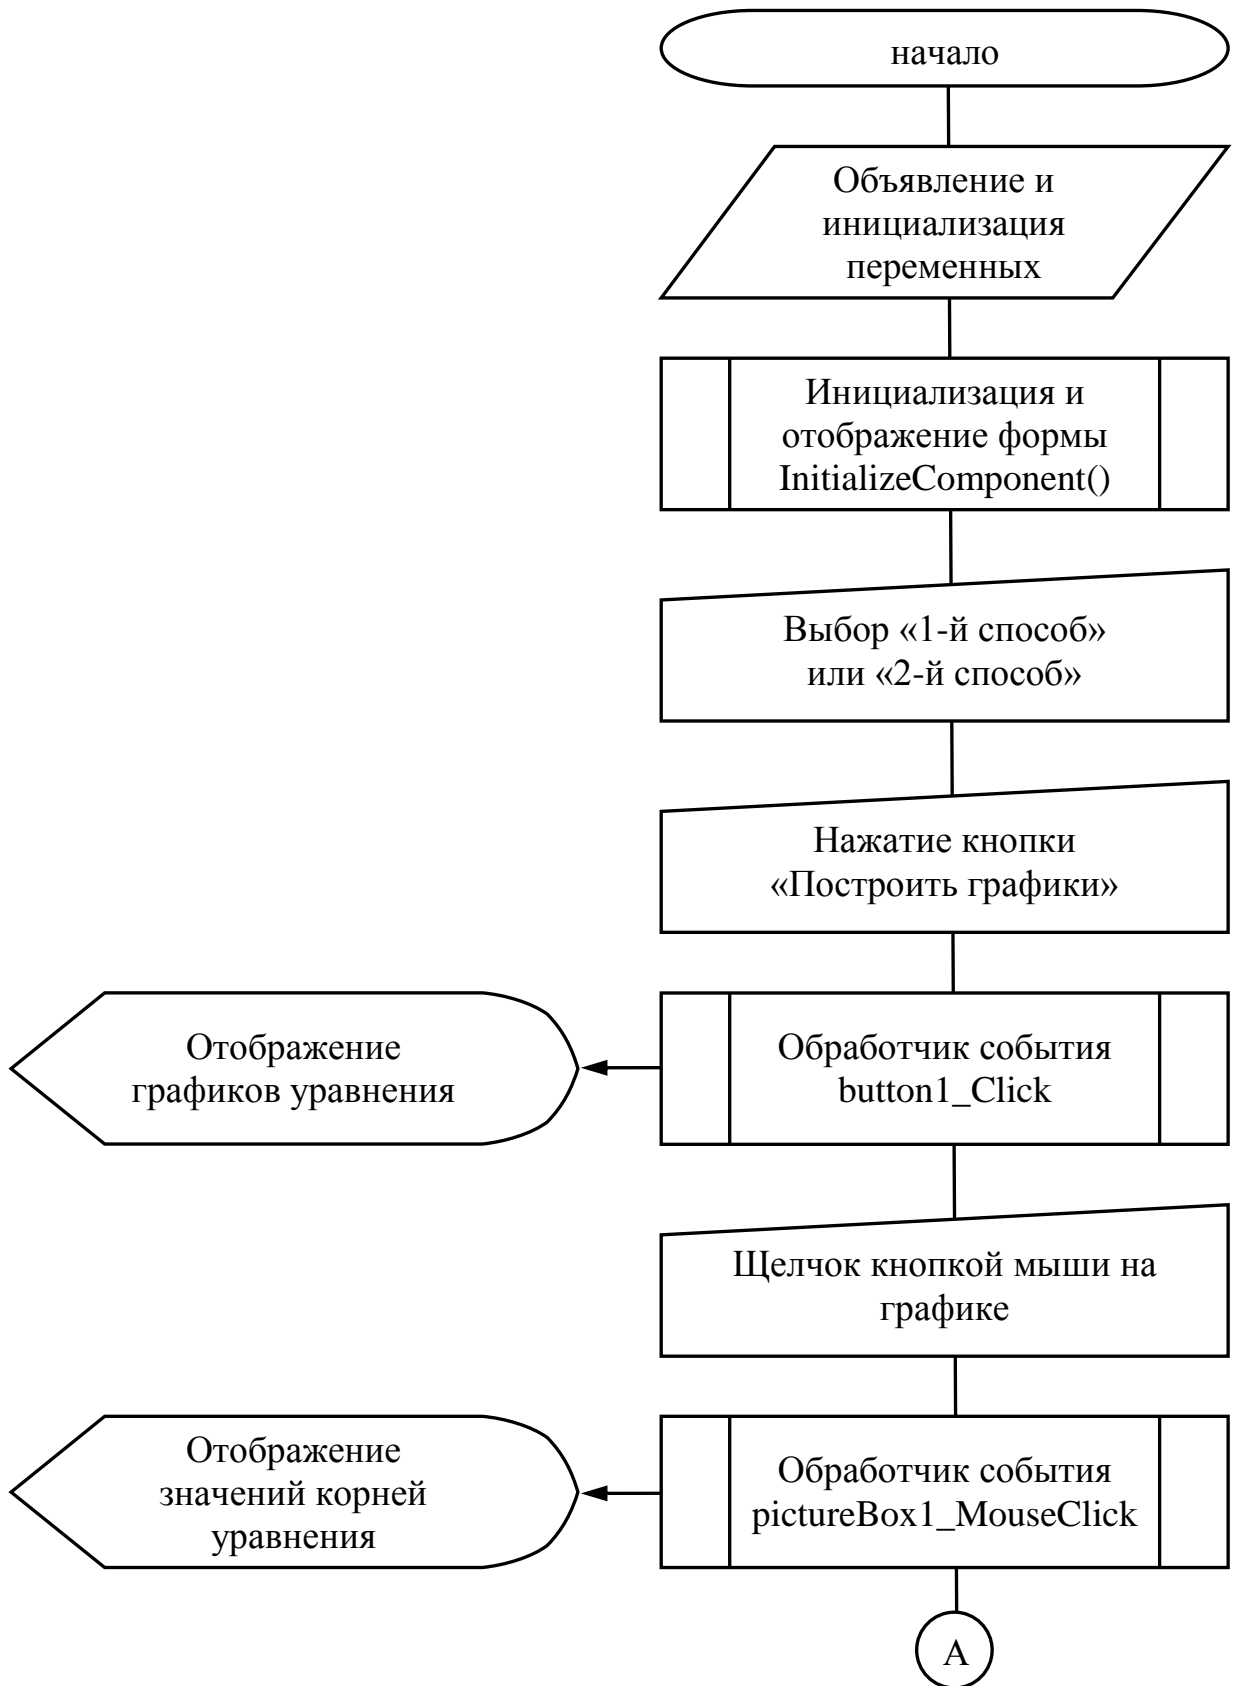 начало
Объявление и
инициализация
переменных
Инициализация и
отображение формы
InitializeComponent()
Выбор «1-й способ»
или «2-й способ»
Нажатие кнопки
«Построить графики»
Отображение
графиков уравнения
Обработчик события
button1_Click
Щелчок кнопкой мыши на
графике
Отображение
значений корней
уравнения
Обработчик события
pictureBox1_MouseClick
А